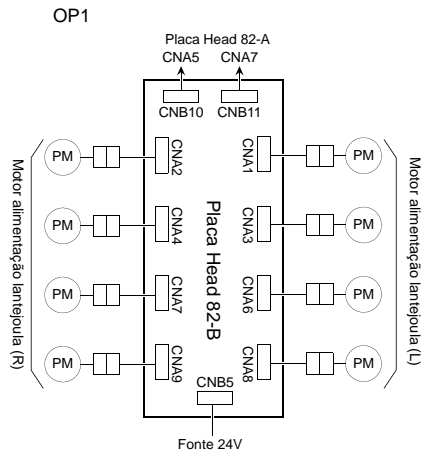 OP1
Placa Head 82-A
CNA5 CNA7
CNB10 CNB11
PM CNA2 CNA1 PM
PM CNA4 CNA3 PM
PM CNA7 CNA6 PM
PM CNA9 CNA8 PM
Motor alimentação lantejoula (R)
Placa Head 82-B
Motor alimentação lantejoula (L)
CNB5
Fonte 24V